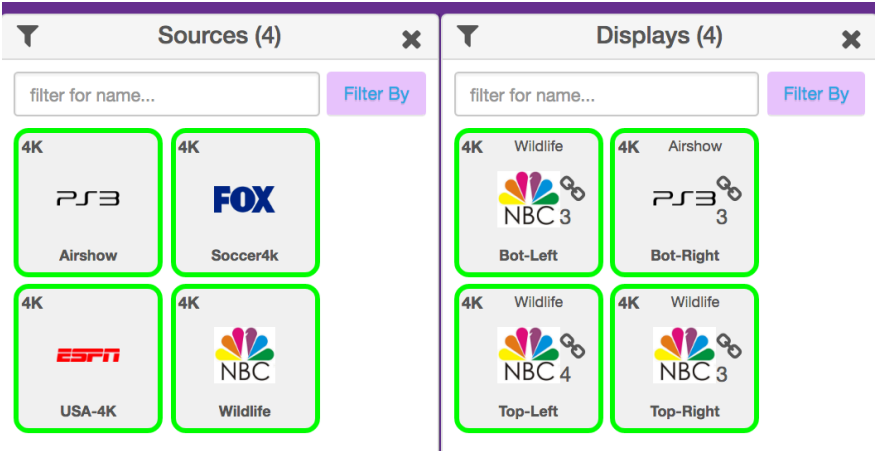 Sources (4)
filter for name...
Filter By
4K
PS3
Airshow
4K
FOX
Soccer4k
4K
ESPN
USA-4K
4K
NBC
Wildlife
Displays (4)
filter for name...
Filter By
4K Wildlife
NBC 3
Bot-Left
4K Airshow
PS3
3
Bot-Right
4K Wildlife
NBC 4
Top-Left
4K Wildlife
NBC 3
Top-Right